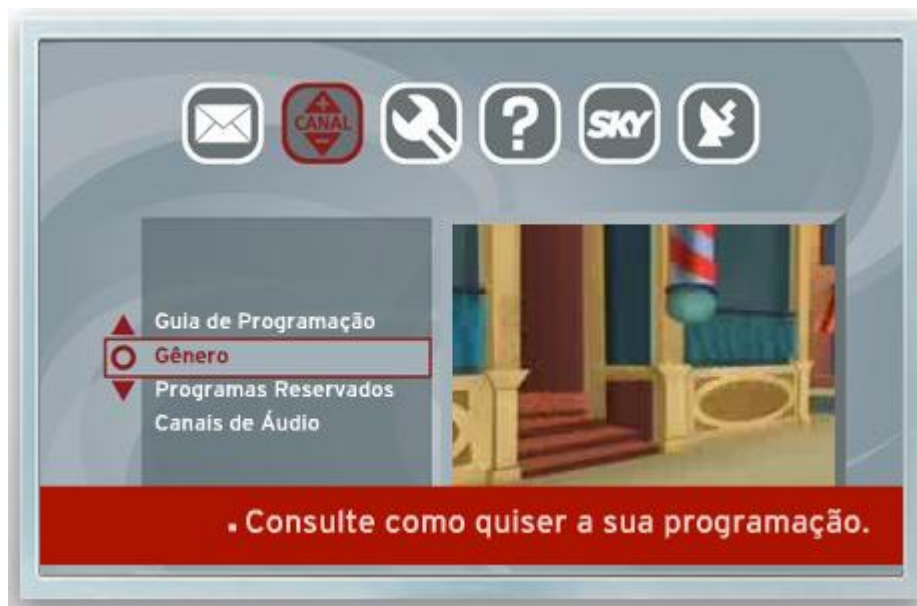 CANAL
?
SKY
Guia de Programação
Gênero
Programas Reservados
Canais de Áudio
. Consulte como quiser a sua programação.